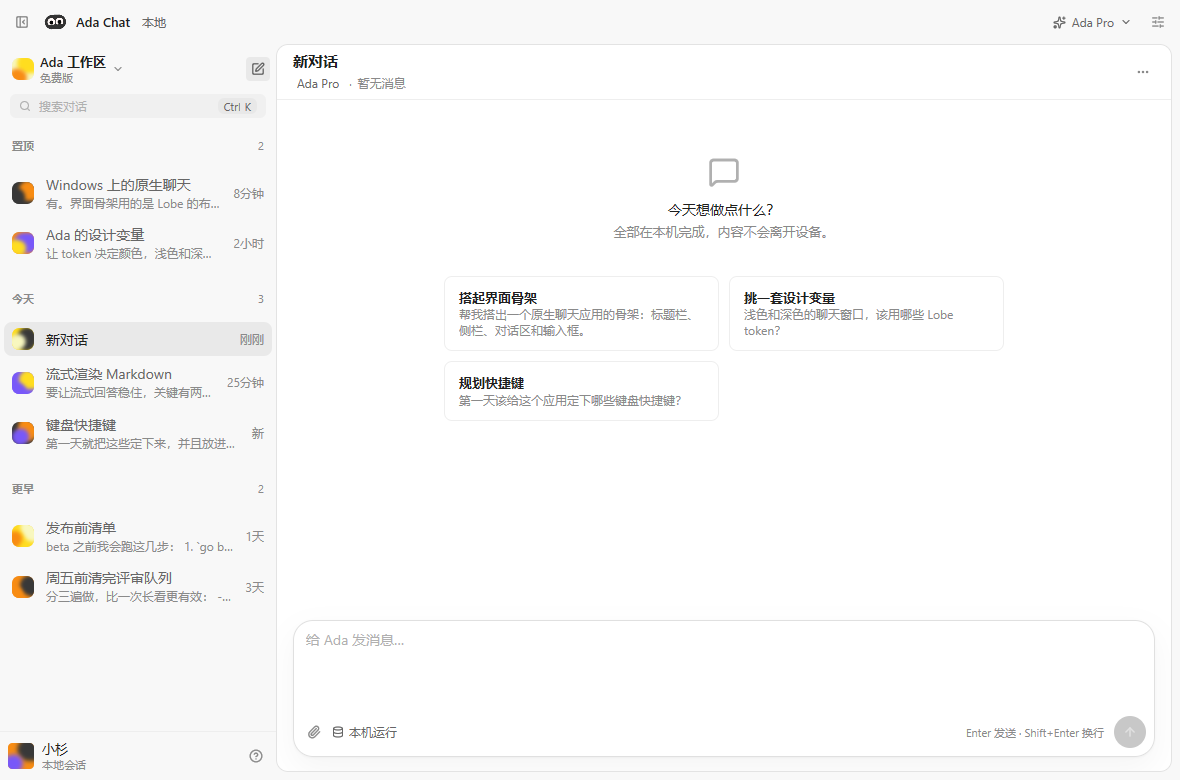 Ada Chat 本地
Ada Pro
Ada 工作区
免费版
搜索对话 Ctrl K
置顶 2
Windows 上的原生聊天
有。界面骨架用的是 Lobe 的布...
8分钟
Ada 的设计变量
让 token 决定颜色，浅色和深...
2小时
今天 3
新对话 刚刚
流式渲染 Markdown
要让流式回答稳住，关键有两...
25分钟
键盘快捷键
第一天就把这些定下来，并且放进...
新
更早 2
发布前清单
beta 之前我会跑这几步： 1. `go b...
1天
周五前清完评审队列
分三遍做，比一次长看更有效： -...
3天
小杉
本地会话
新对话
Ada Pro · 暂无消息
今天想做点什么？
全部在本机完成，内容不会离开设备。
搭起界面骨架
帮我搭出一个原生聊天应用的骨架：标题栏、
侧栏、对话区和输入框。
挑一套设计变量
浅色和深色的聊天窗口，该用哪些 Lobe
token？
规划快捷键
第一天该给这个应用定下哪些键盘快捷键？
给 Ada 发消息...
本机运行
Enter 发送 · Shift+Enter 换行